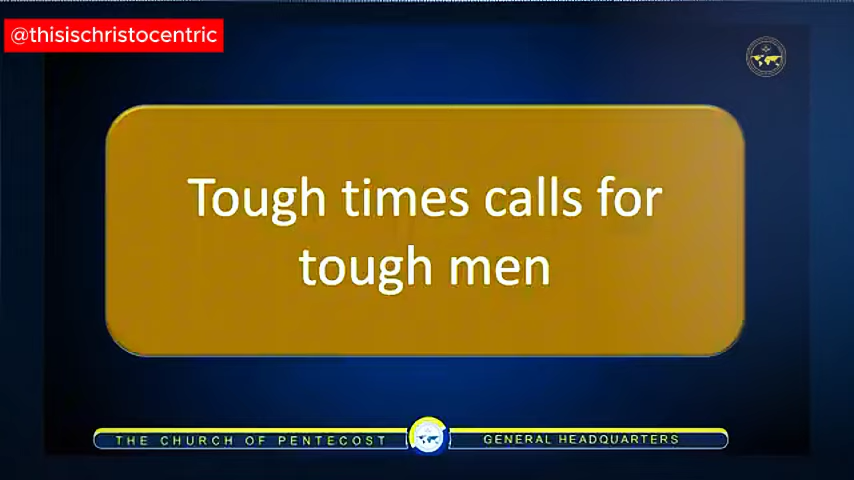 @thisischristocentric
Tough times calls for
tough men
THE CHURCH OF PENTECOST GENERAL HEADQUARTERS